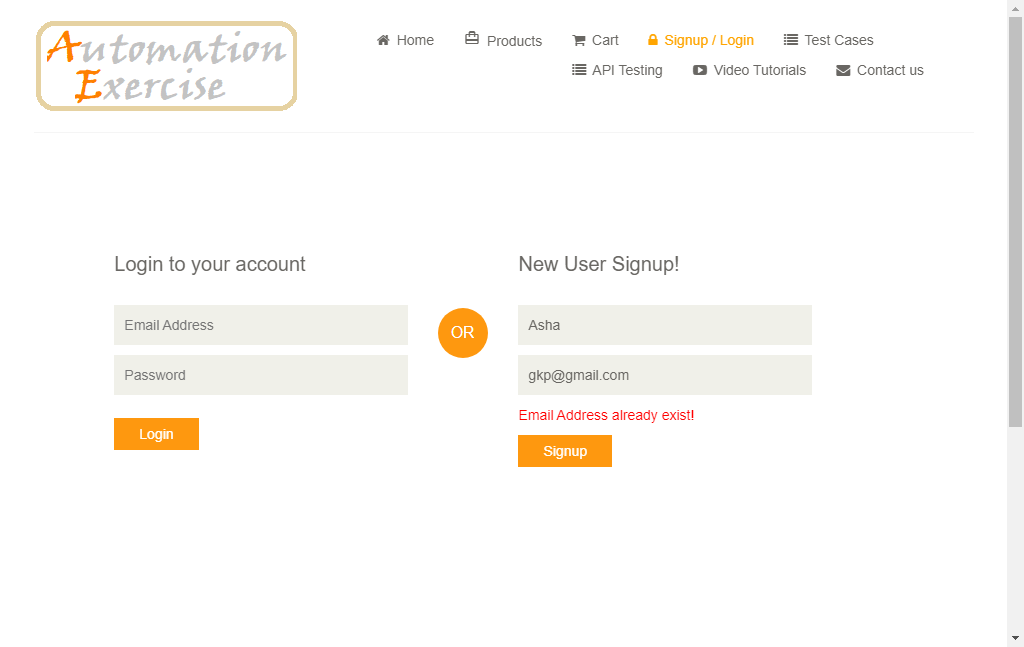 Automation
Exercise
Home
Products
Cart
Signup / Login
Test Cases
API Testing
Video Tutorials
Contact us
Login to your account
Email Address
Password
Login
OR
New User Signup!
Asha
gkp@gmail.com
Email Address already exist!
Signup